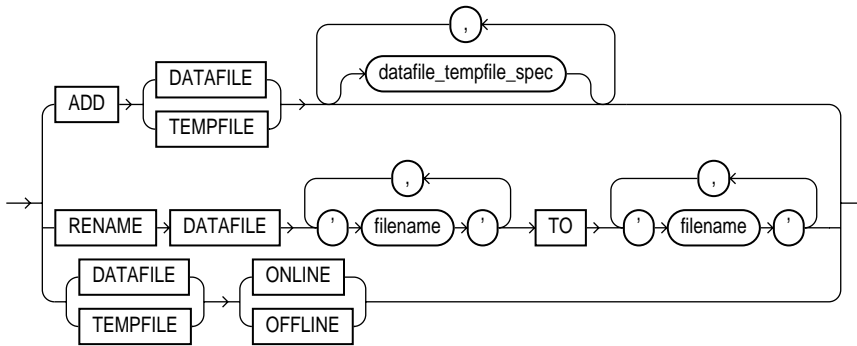 ,
DATAFILE datafile_tempfile_spec
ADD
TEMPFILE
, ,
RENAME DATAFILE ' filename ' TO ' filename '
DATAFILE ONLINE
TEMPFILE OFFLINE